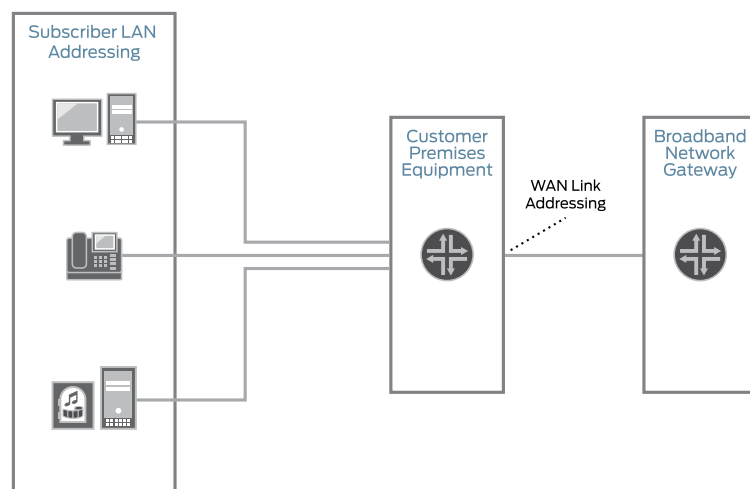 Subscriber LAN
Addressing
Customer
Premises
Equipment
WAN Link
Addressing
Broadband
Network
Gateway